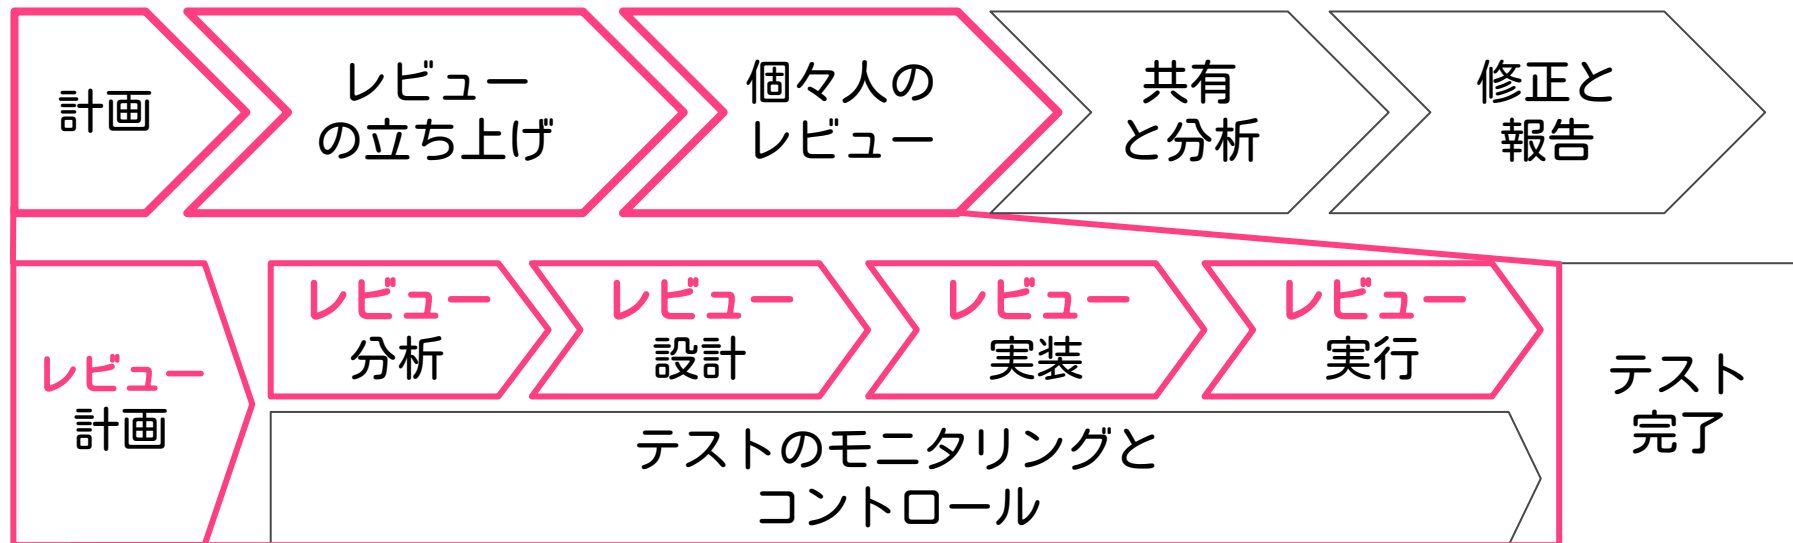 計画
レビュー
の立ち上げ
個々人の
レビュー
共有
と分析
修正と
報告
レビュー
計画
レビュー
分析
レビュー
設計
レビュー
実装
レビュー
実行
テストのモニタリングと
コントロール
テスト
完了